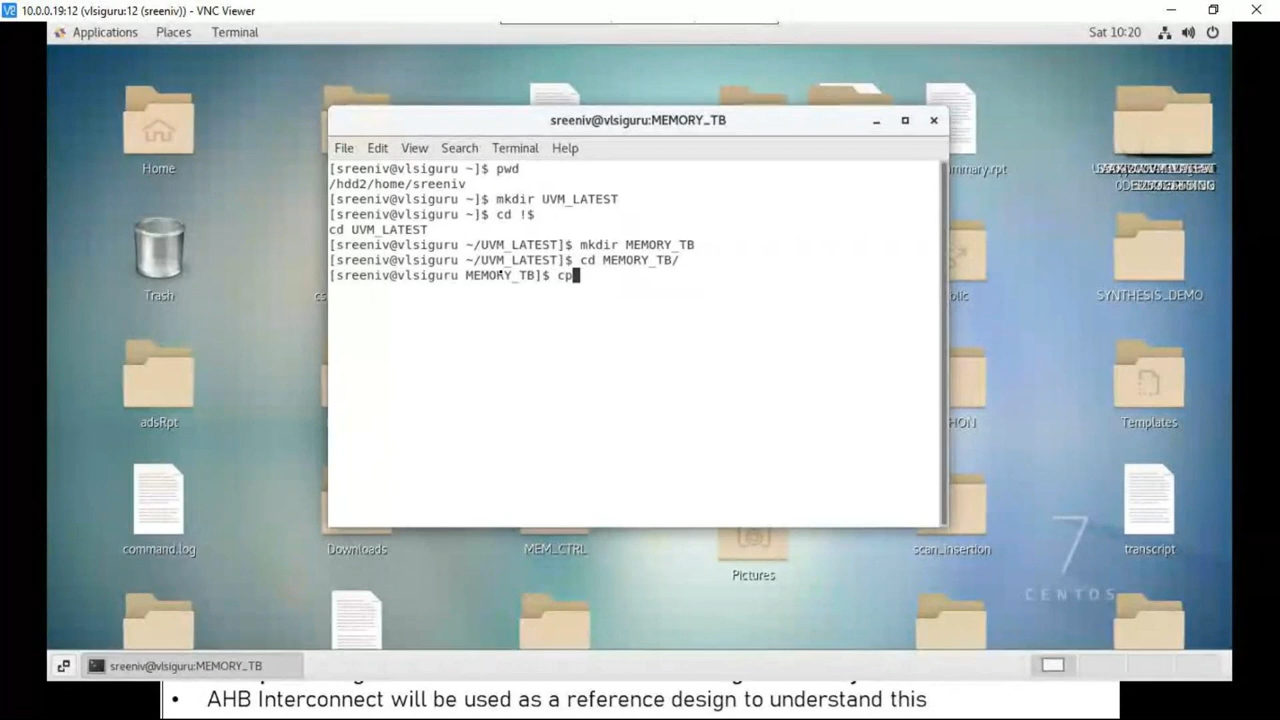 10.0.0.19:12 (vlsiguru:12 (sreeniv)) - VNC Viewer
Applications Places Terminal Sat 10:20
sreeniv@vlsiguru:MEMORY_TB
File Edit View Search Terminal Help
[sreeniv@vlsiguru ~]$ pwd
/hdd2/home/sreeniv
[sreeniv@vlsiguru ~]$ mkdir UVM_LATEST
[sreeniv@vlsiguru ~]$ cd !$
cd UVM_LATEST
[sreeniv@vlsiguru ~/UVM_LATEST]$ mkdir MEMORY_TB
[sreeniv@vlsiguru ~/UVM_LATEST]$ cd MEMORY_TB/
[sreeniv@vlsiguru MEMORY_TB]$ cp
Home
mmary.rpt
Trash
cs
blic
SYNTHESIS_DEMO
adsRpt
HON
Templates
command.log
Downloads
MEM_CTRL
scan_insertion
transcript
Pictures
7
CENTOS
sreeniv@vlsiguru:MEMORY_TB
• AHB Interconnect will be used as a reference design to understand this